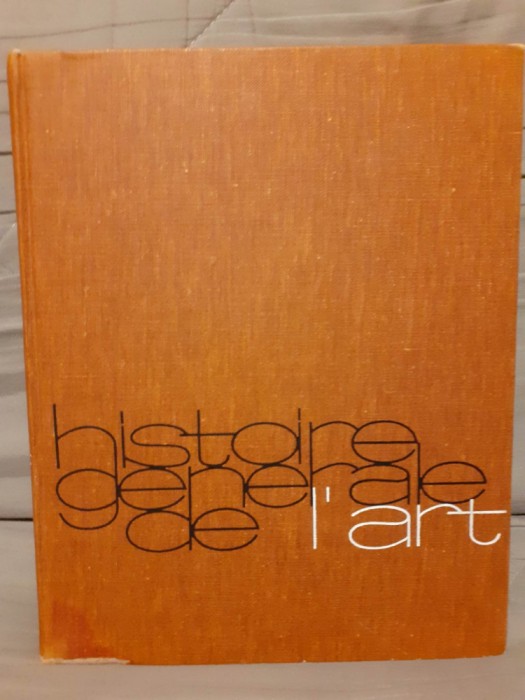 histoire
generale
de l'art